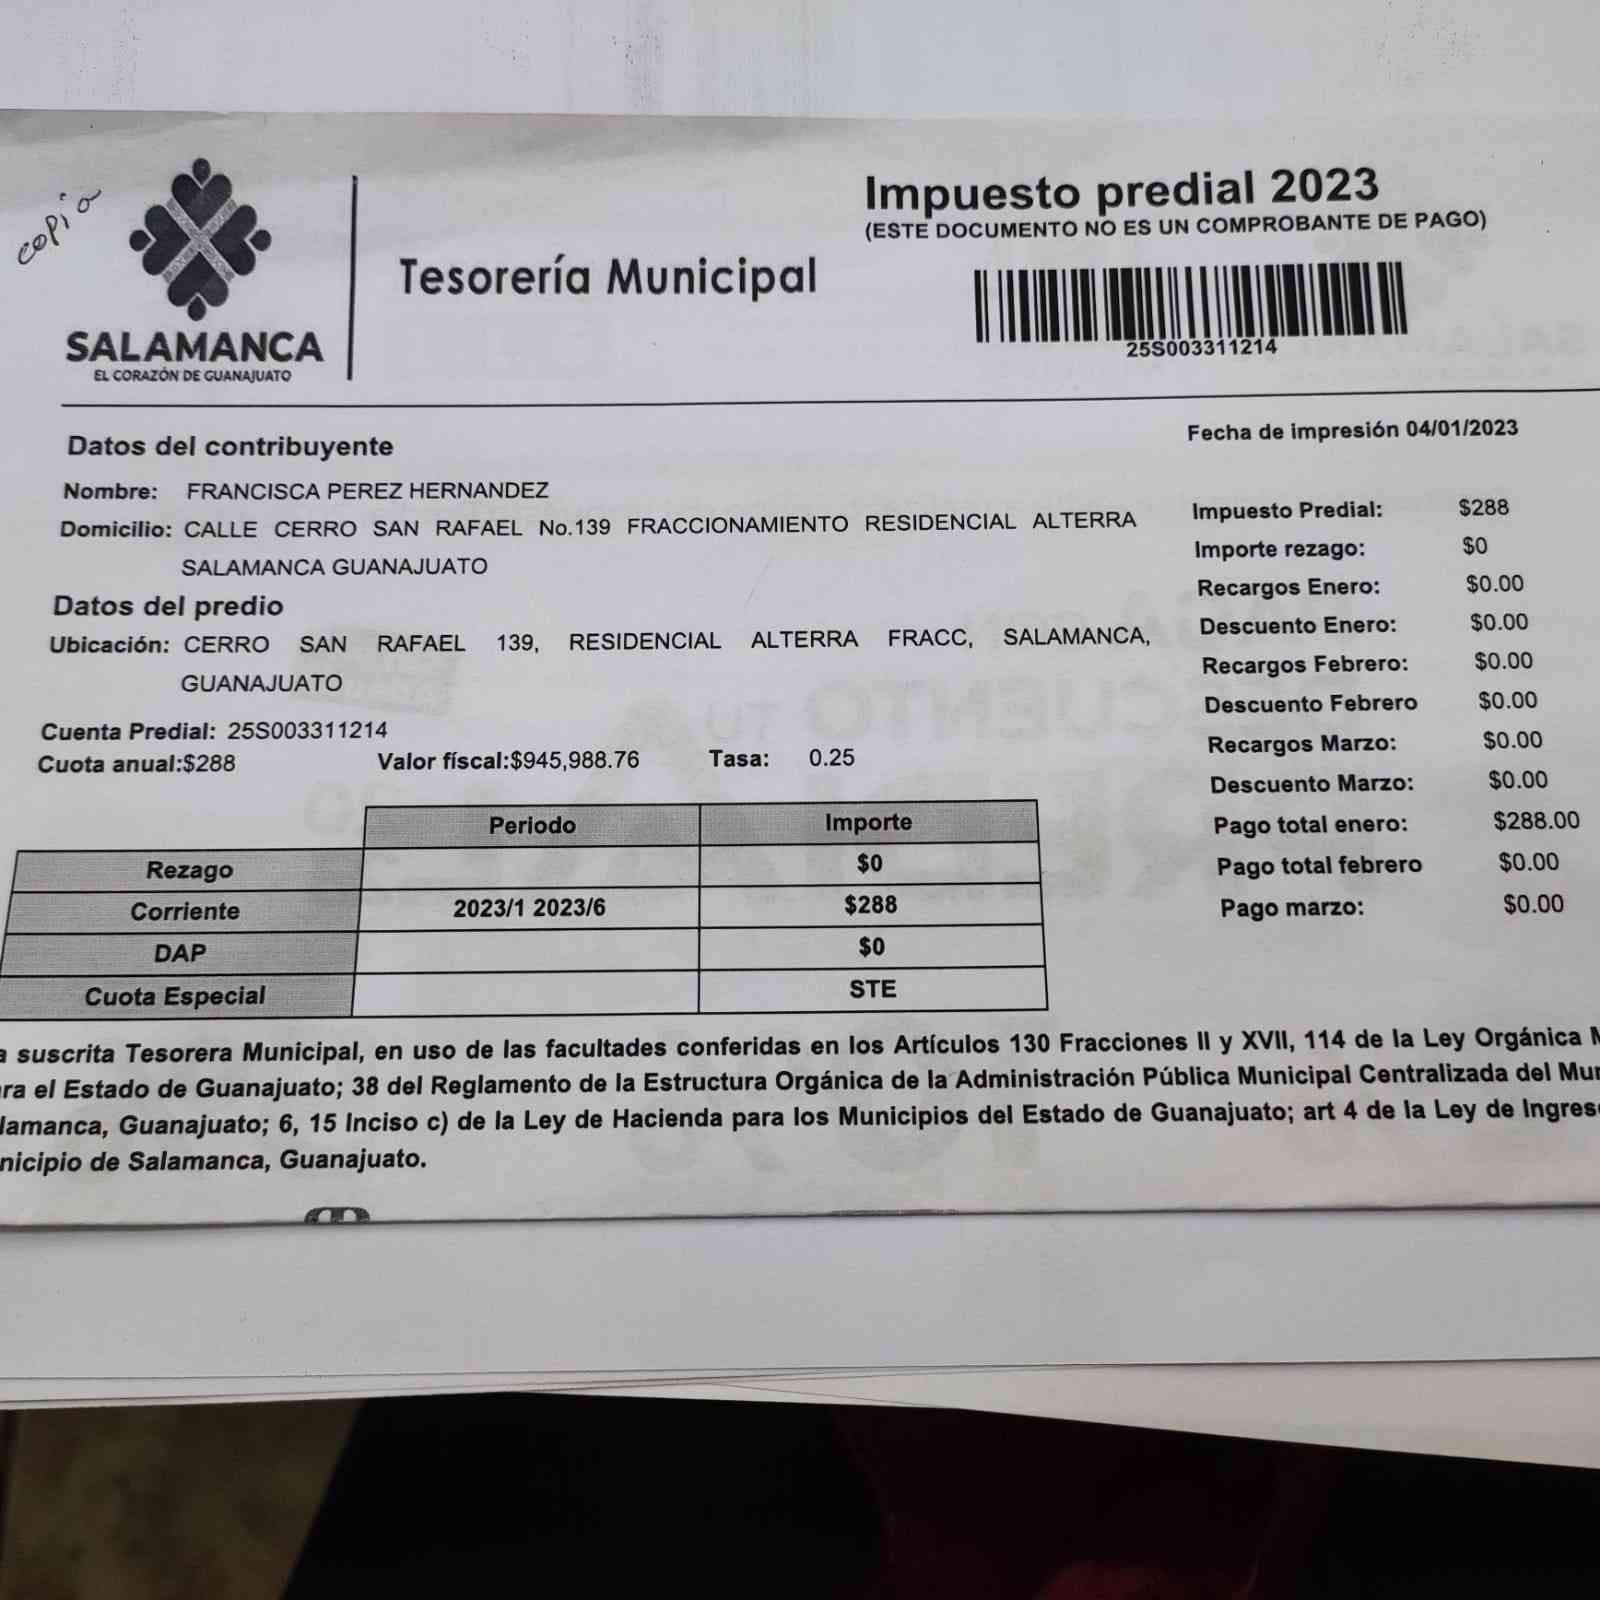 copia
SALAMANCA
EL CORAZÓN DE GUANAJUATO
Tesorería Municipal
Impuesto predial 2023
(ESTE DOCUMENTO NO ES UN COMPROBANTE DE PAGO)
25S003311214
Fecha de impresión 04/01/2023
Datos del contribuyente
Nombre: FRANCISCA PEREZ HERNANDEZ
Domicilio: CALLE CERRO SAN RAFAEL No.139 FRACCIONAMIENTO RESIDENCIAL ALTERRA
SALAMANCA GUANAJUATO
Datos del predio
Ubicación: CERRO SAN RAFAEL 139, RESIDENCIAL ALTERRA FRACC, SALAMANCA,
GUANAJUATO
Cuenta Predial: 25S003311214
Cuota anual:$288 Valor físcal:$945,988.76 Tasa: 0.25
Periodo Importe
Rezago $0
Corriente 2023/1 2023/6 $288
DAP $0
Cuota Especial STE
Impuesto Predial: $288
Importe rezago: $0
Recargos Enero: $0.00
Descuento Enero: $0.00
Recargos Febrero: $0.00
Descuento Febrero $0.00
Recargos Marzo: $0.00
Descuento Marzo: $0.00
Pago total enero: $288.00
Pago total febrero $0.00
Pago marzo: $0.00
a suscrita Tesorera Municipal, en uso de las facultades conferidas en los Artículos 130 Fracciones II y XVII, 114 de la Ley Orgánica M
ra el Estado de Guanajuato; 38 del Reglamento de la Estructura Orgánica de la Administración Pública Municipal Centralizada del Mun
lamanca, Guanajuato; 6, 15 Inciso c) de la Ley de Hacienda para los Municipios del Estado de Guanajuato; art 4 de la Ley de Ingreso
nicipio de Salamanca, Guanajuato.